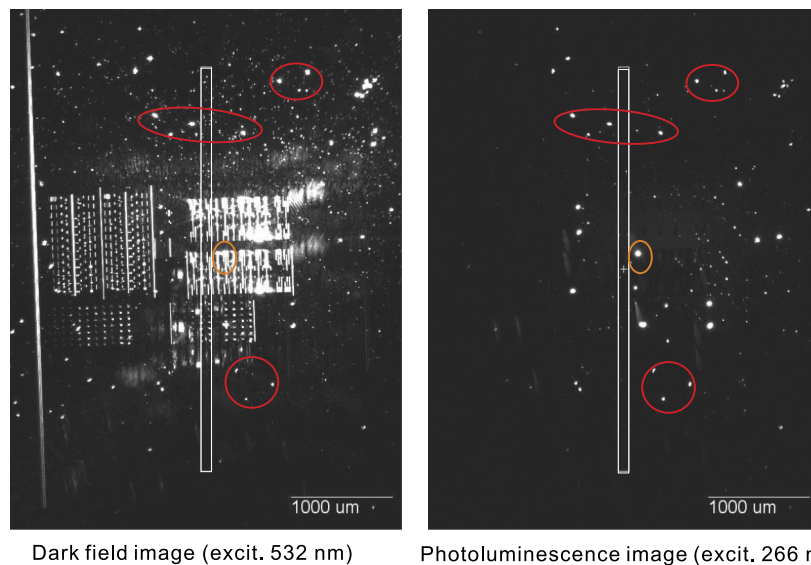 1000 um
1000 um
Dark field image (excit. 532 nm)
Photoluminescence image (excit. 266